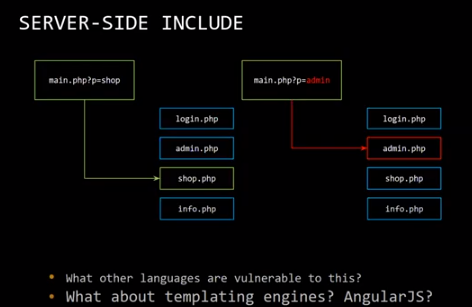 SERVER-SIDE INCLUDE
main.php?p=shop
login.php
admin.php
shop.php
info.php
main.php?p=admin
login.php
admin.php
shop.php
info.php
• What other languages are vulnerable to this?
• What about templating engines? AngularJS?